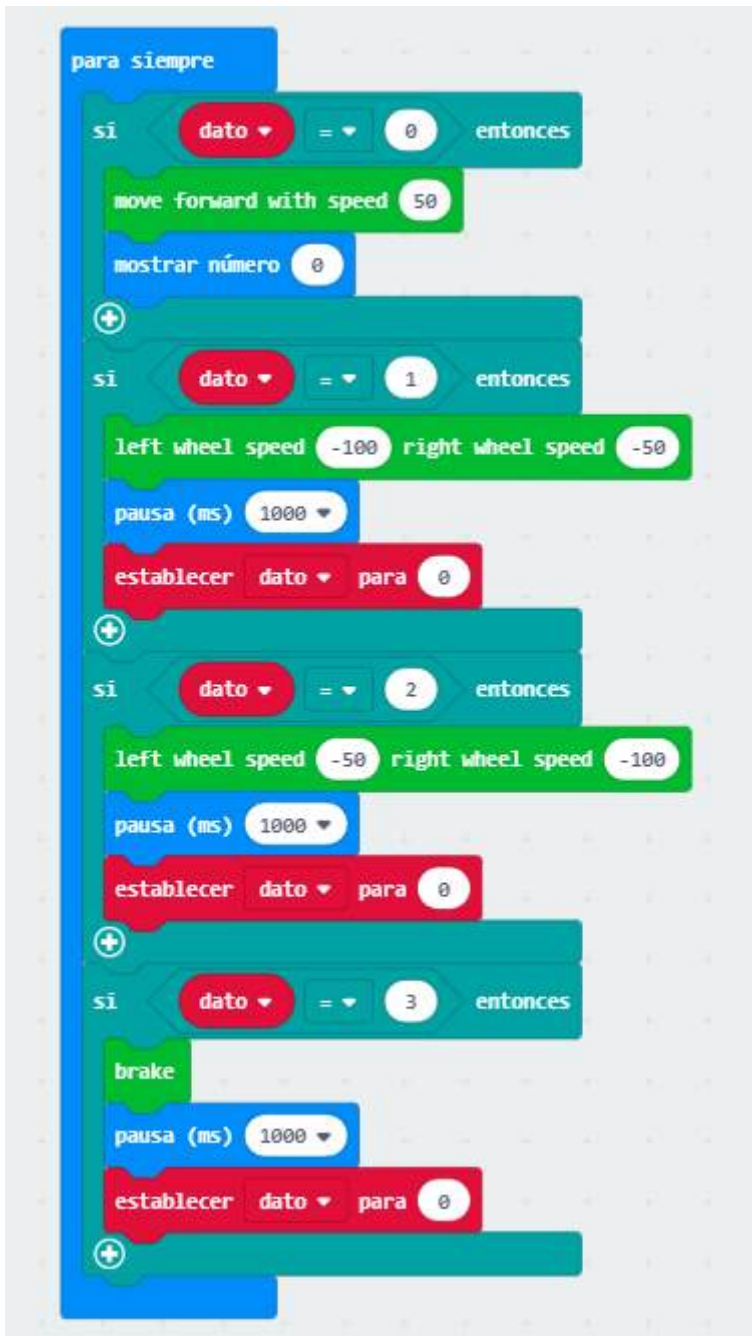 para siempre
si dato = 0 entonces
move forward with speed 50
mostrar número 0
si dato = 1 entonces
left wheel speed -100 right wheel speed -50
pausa (ms) 1000
establecer dato para 0
si dato = 2 entonces
left wheel speed -50 right wheel speed -100
pausa (ms) 1000
establecer dato para 0
si dato = 3 entonces
brake
pausa (ms) 1000
establecer dato para 0